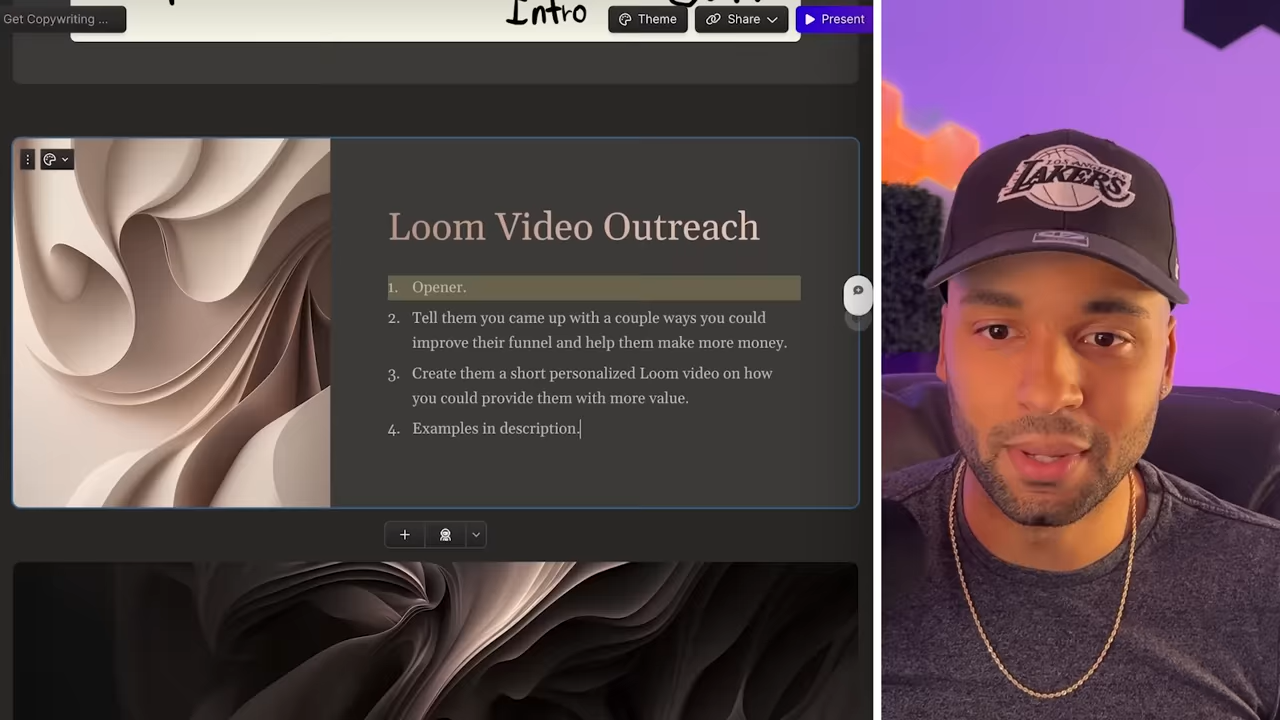 Get Copywriting ...
Intro
Theme
Share
Present
LOS ANGELES
LAKERS
Loom Video Outreach
1. Opener.
2. Tell them you came up with a couple ways you could
improve their funnel and help them make more money.
3. Create them a short personalized Loom video on how
you could provide them with more value.
4. Examples in description.